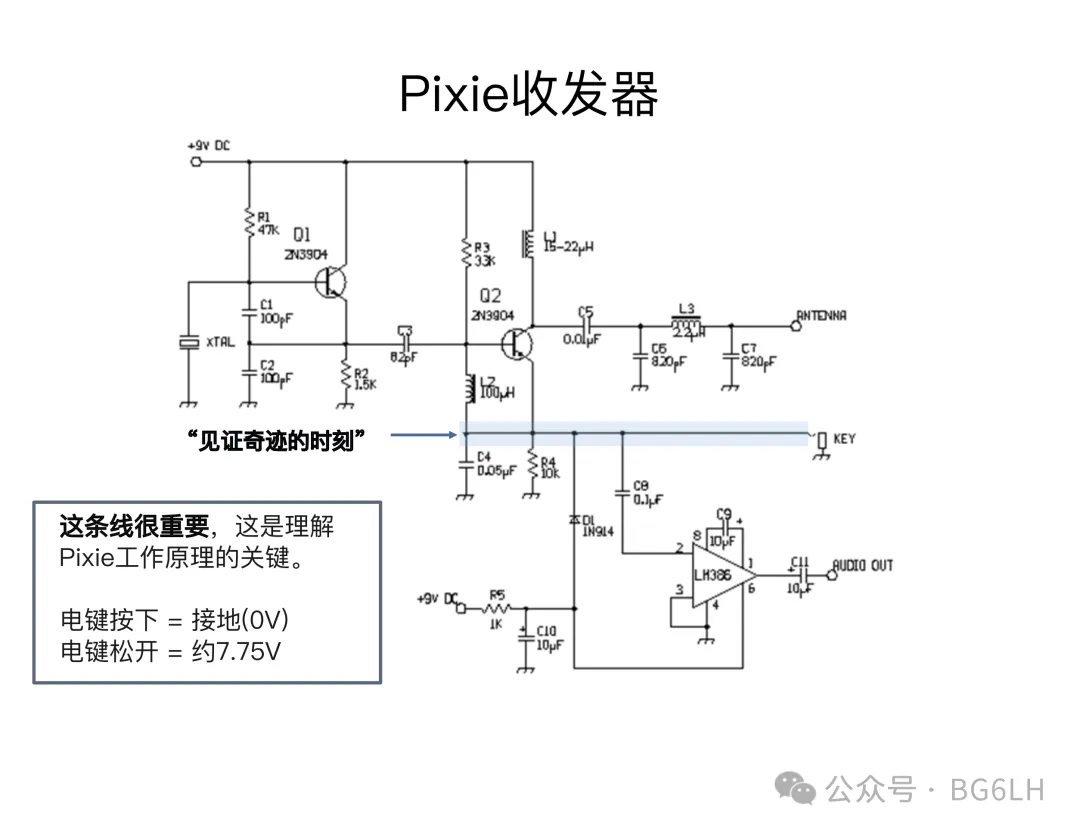 Pixie收发器
+9V DC
R1
47K
Q1
2N3904
R3
33K
L1
15-22μH
Q2
2N3904
C1
100pF
C5
0.01μF
L3
2.2μH
ANTENNA
XTAL
C3
82pF
C6
820pF
C7
820pF
C2
100pF
R2
1.5K
L2
100μH
“见证奇迹的时刻”
KEY
C4
0.05μF
R4
10K
C8
0.1μF
D1
1N914
C9
+
10μF
8
2
LM386
1
3
6
4
C11
+
10μF
AUDIO OUT
+9V DC
R5
1K
+
C10
10μF
这条线很重要，这是理解
Pixie工作原理的关键。
电键按下 = 接地(0V)
电键松开 = 约7.75V
公众号 · BG6LH